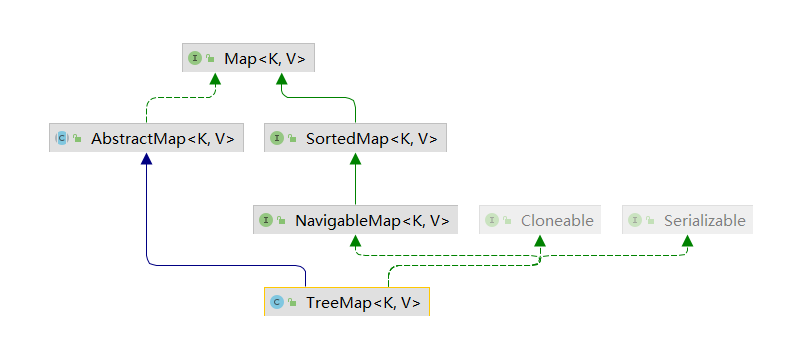 I Map<K, V>
C AbstractMap<K, V>
I SortedMap<K, V>
I NavigableMap<K, V>
I Cloneable
I Serializable
C TreeMap<K, V>